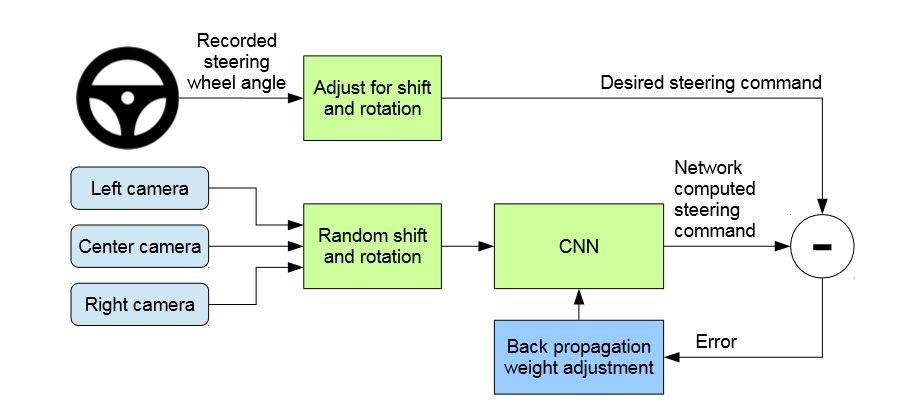 Recorded
steering
wheel angle
Adjust for shift
and rotation
Desired steering command
Left camera
Center camera
Right camera
Random shift
and rotation
CNN
Network
computed
steering
command
-
Back propagation
weight adjustment
Error